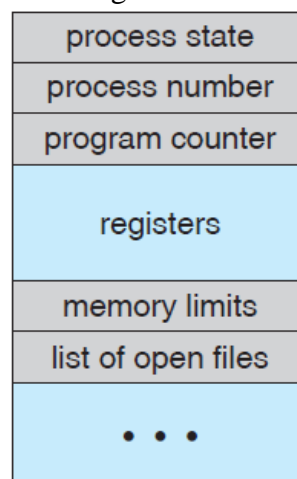 process state
process number
program counter
registers
memory limits
list of open files
• • •